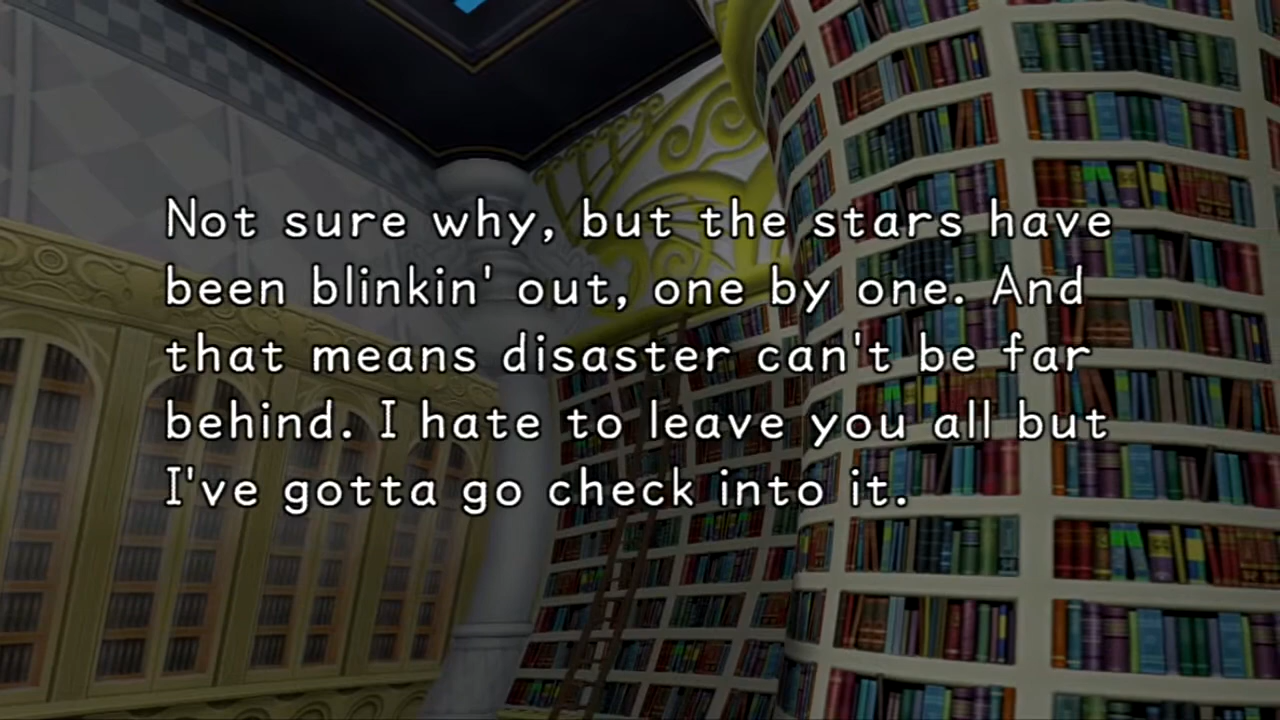 Not sure why, but the stars have
been blinkin' out, one by one. And
that means disaster can't be far
behind. I hate to leave you all but
I've gotta go check into it.